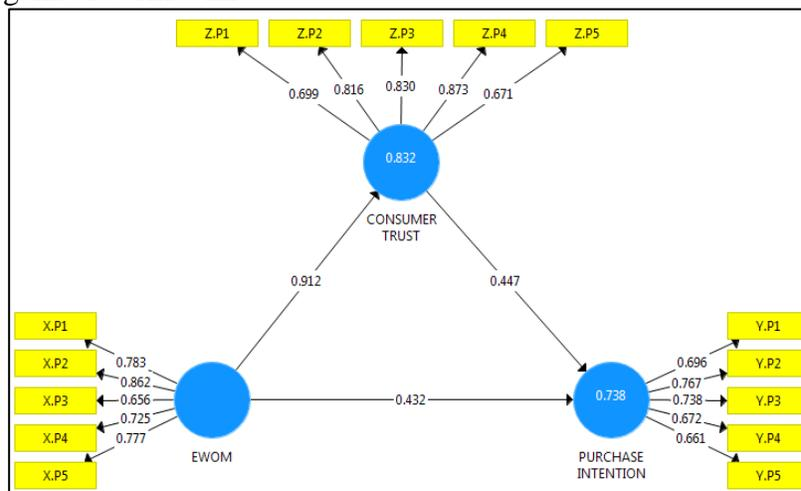 Z.P1 Z.P2 Z.P3 Z.P4 Z.P5
0.699 0.816 0.830 0.873 0.671
0.832
CONSUMER
TRUST
0.912 0.447
X.P1
X.P2
X.P3
X.P4
X.P5
0.783
0.862
0.656
0.725
0.777
EWOM
0.432
0.738
PURCHASE
INTENTION
0.696
0.767
0.738
0.672
0.661
Y.P1
Y.P2
Y.P3
Y.P4
Y.P5